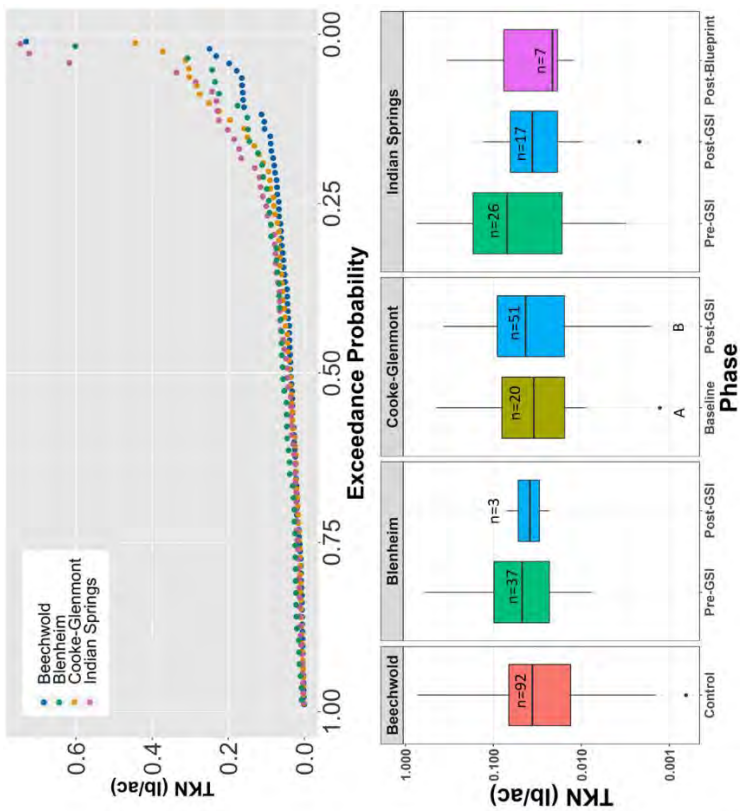 TKN (lb/ac)
0.6
0.4
0.2
0.0
Beechwold
Blenheim
Cooke-Glenmont
Indian Springs
1.00 0.75 0.50 0.25 0.00
Exceedance Probability
Beechwold Blenheim Cooke-Glenmont Indian Springs
TKN (lb/ac)
1.000
0.100
0.010
0.001
n=92 n=37 n=3 n=20 n=51 n=26 n=17 n=7
A B
Control Pre-GSI Post-GSI Baseline Post-GSI Pre-GSI Post-GSI Post-Blueprint
Phase